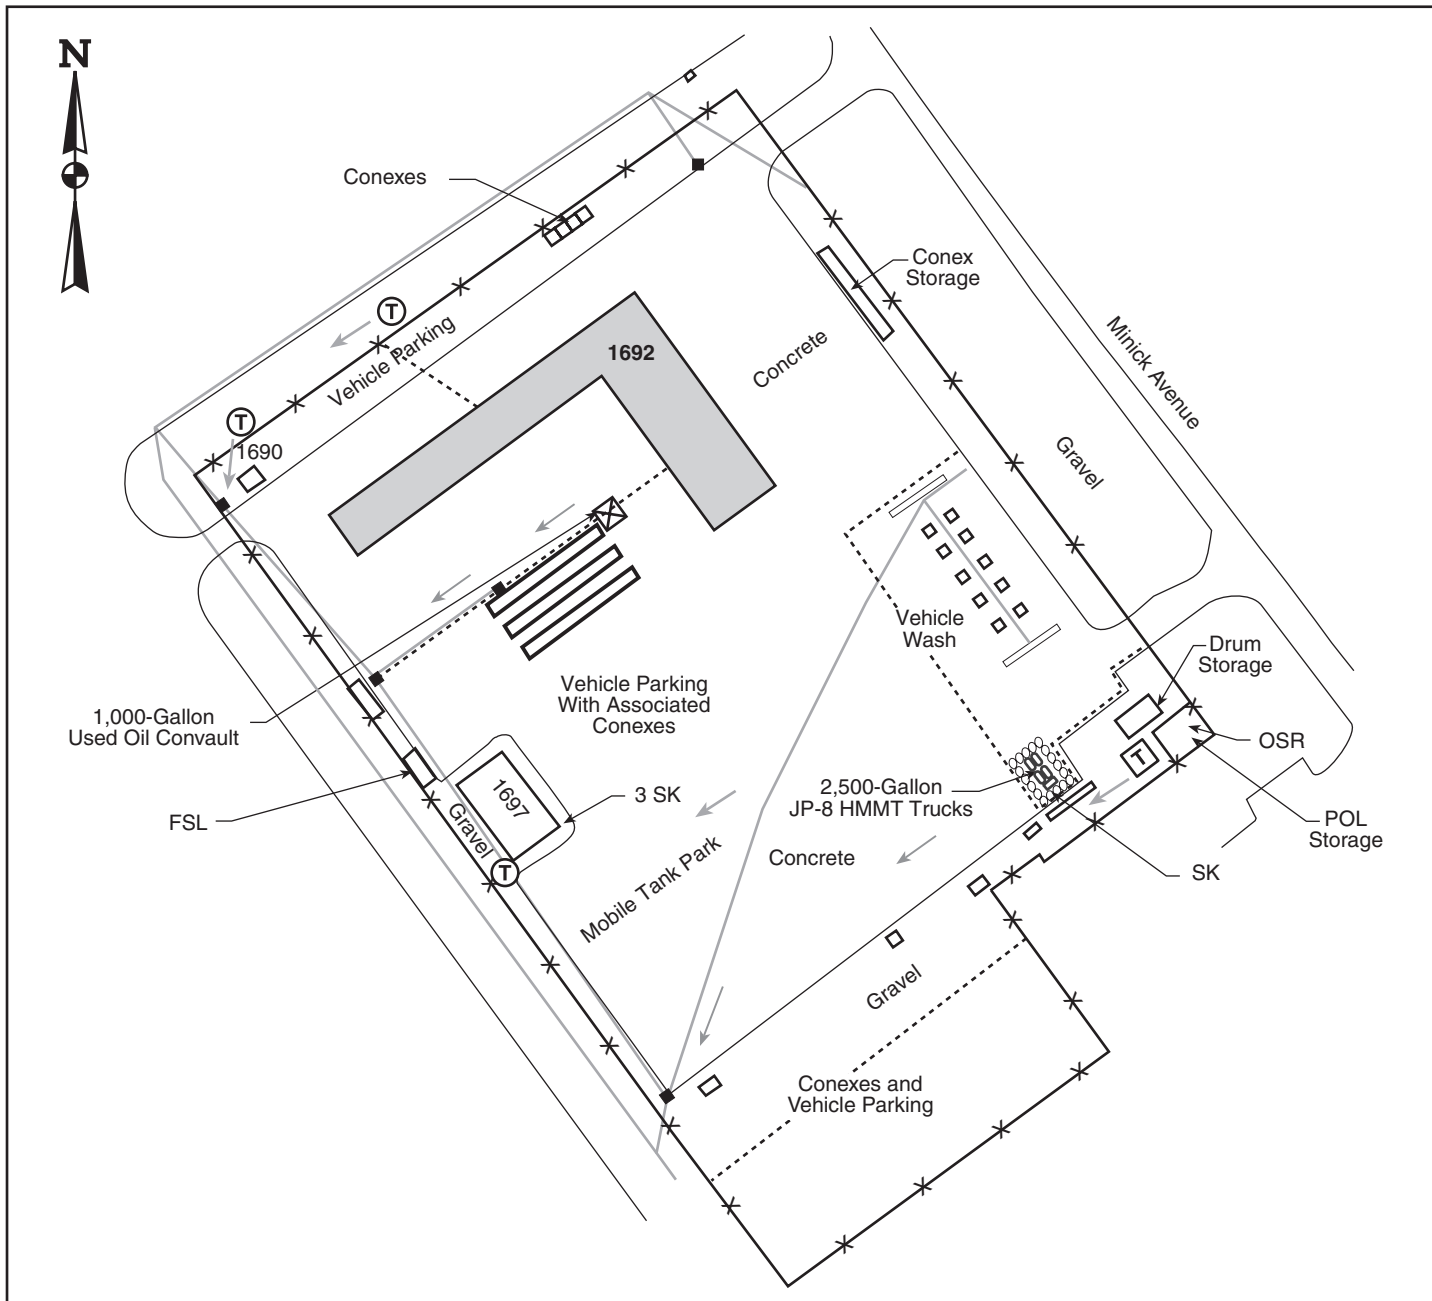 N
Conexes
Conex
Storage
T
Vehicle Parking
1692
Concrete
Minick Avenue
T
1690
Gravel
Vehicle
Wash
Drum
Storage
Vehicle Parking
With Associated
Conexes
1,000-Gallon
Used Oil Convault
OSR
T
2,500-Gallon
JP-8 HMMT Trucks
3 SK
1697
FSL
Gravel
POL
Storage
Concrete
SK
T
Mobile Tank Park
Gravel
Conexes and
Vehicle Parking